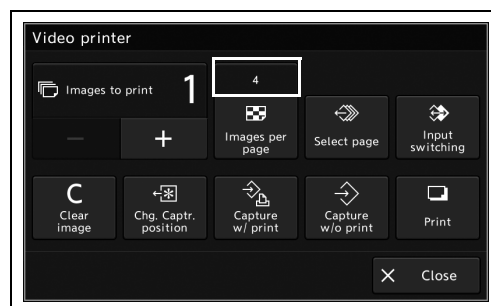 Video printer
Images to print 1
4
− +
Images per
page
Select page
Input
switching
C
Clear
image
Chg. Captr.
position
Capture
w/ print
Capture
w/o print
Print
× Close